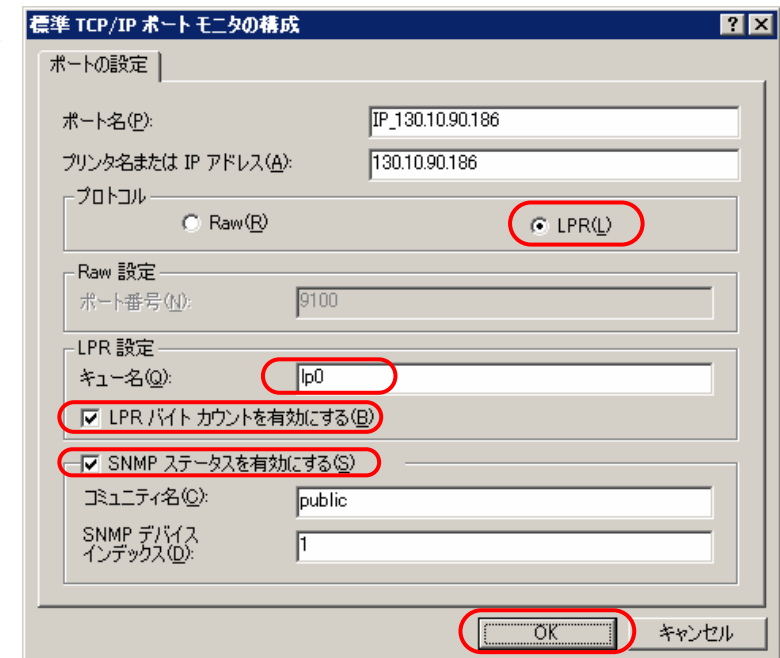 標準 TCP/IP ポート モニタの構成
ポートの設定
ポート名(P):
IP_130.10.90.186
プリンタ名または IP アドレス(A):
130.10.90.186
プロトコル
Raw(R)
LPR(L)
Raw 設定
ポート番号(N):
9100
LPR 設定
キュー名(Q):
lp0
LPR バイト カウントを有効にする(B)
SNMP ステータスを有効にする(S)
コミュニティ名(C):
public
SNMP デバイス
インデックス(D):
1
OK
キャンセル